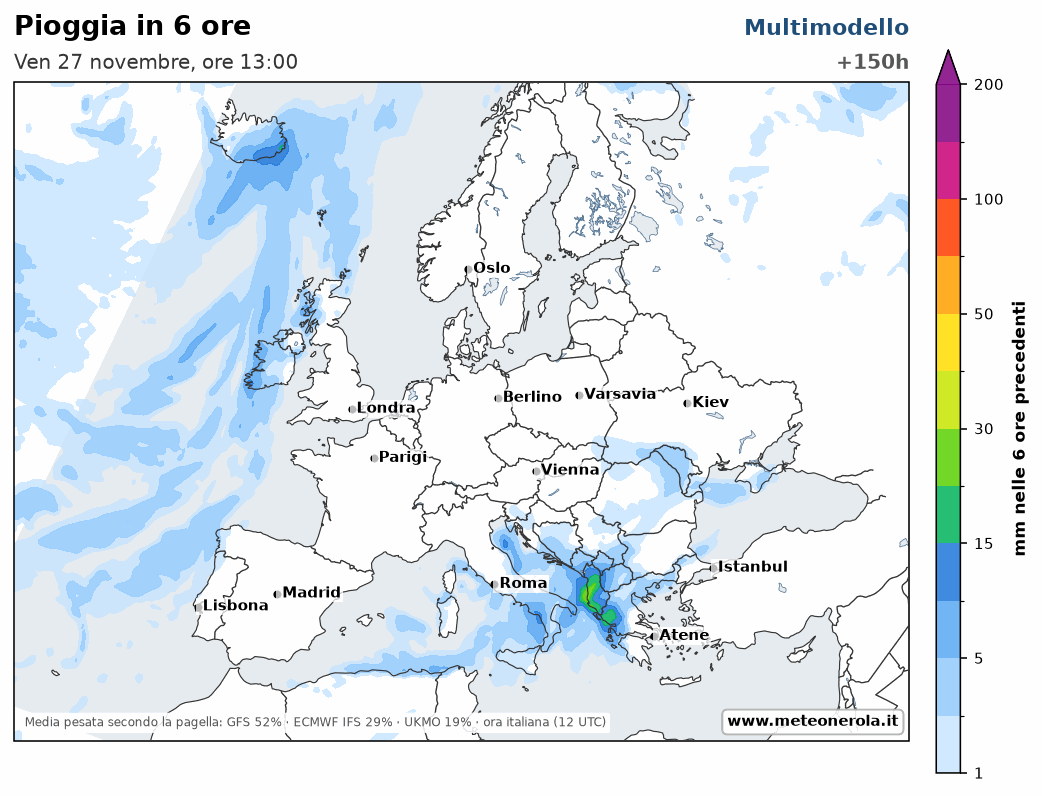 Pioggia in 6 ore
Multimodello
Ven 27 novembre, ore 13:00
+150h
200
100
50
30
15
5
1
mm nelle 6 ore precedenti
Oslo
Berlino
Varsavia
Kiev
Londra
Parigi
Vienna
Istanbul
Roma
Madrid
Lisbona
Atene
Media pesata secondo la pagella: GFS 52% · ECMWF IFS 29% · UKMO 19% · ora italiana (12 UTC)
www.meteonerola.it